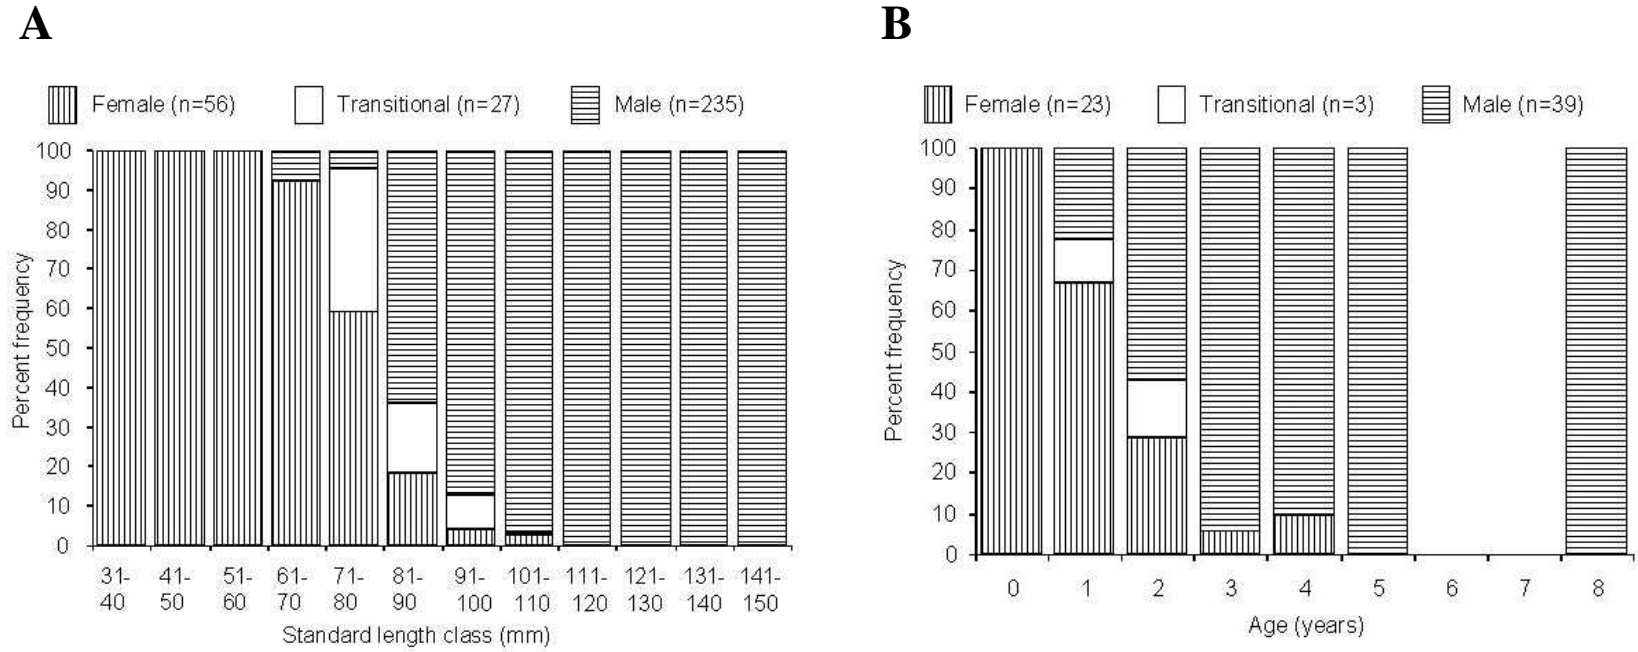 A
Female (n=56) Transitional (n=27) Male (n=235)
100
90
80
70
60
50
40
30
20
10
0
Percent frequency
31- 41- 51- 61- 71- 81- 91- 101- 111- 121- 131- 141-
40 50 60 70 80 90 100 110 120 130 140 150
Standard length class (mm)
B
Female (n=23) Transitional (n=3) Male (n=39)
100
90
80
70
60
50
40
30
20
10
0
Percent frequency
0 1 2 3 4 5 6 7 8
Age (years)